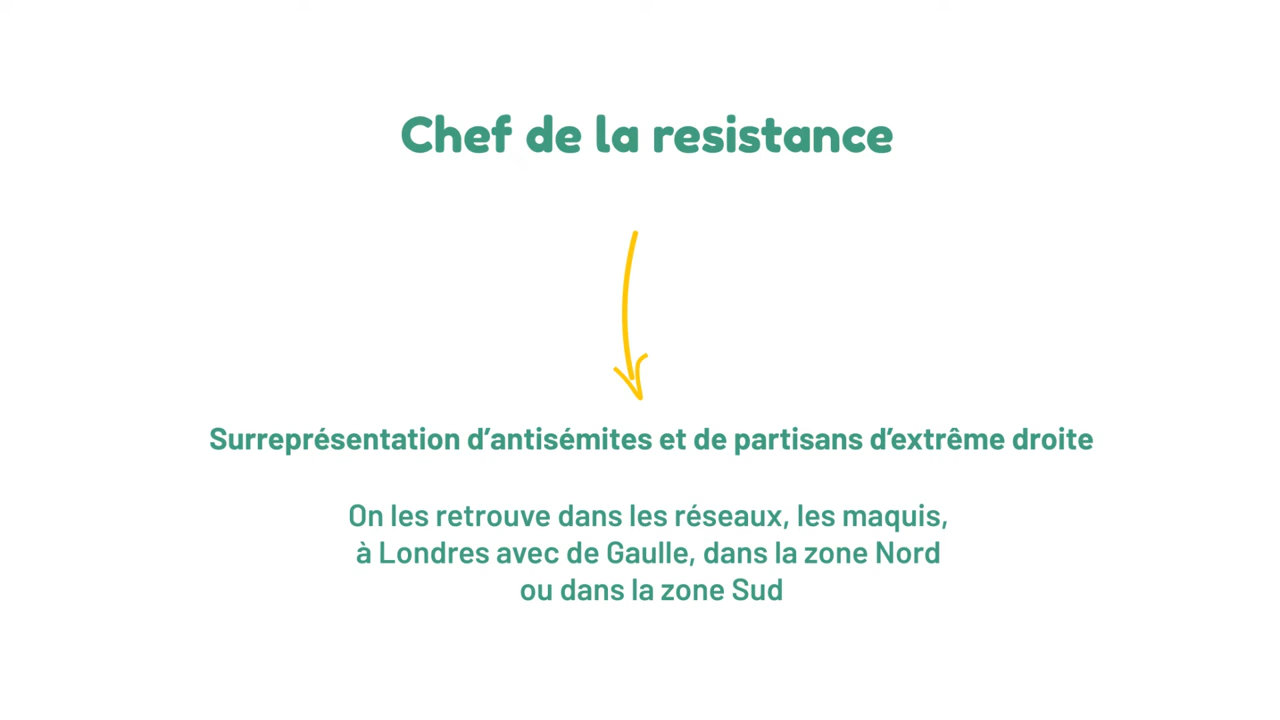 Chef de la resistance
Surreprésentation d’antisémites et de partisans d’extrême droite
On les retrouve dans les réseaux, les maquis,
à Londres avec de Gaulle, dans la zone Nord
ou dans la zone Sud